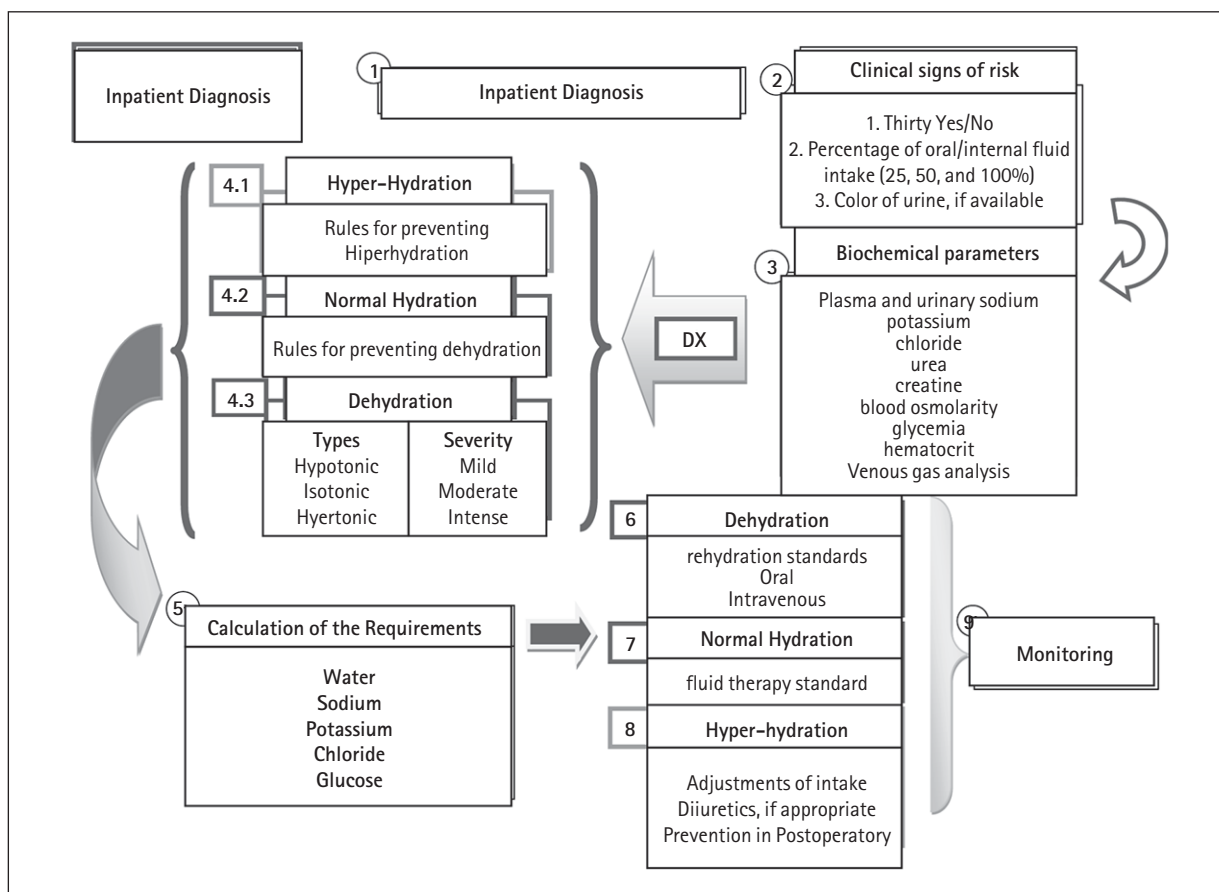 Inpatient Diagnosis
1
Inpatient Diagnosis
2
Clinical signs of risk
1. Thirty Yes/No
2. Percentage of oral/internal fluid
intake (25, 50, and 100%)
3. Color of urine, if available
3
Biochemical parameters
Plasma and urinary sodium
potassium
chloride
urea
creatine
blood osmolarity
glycemia
hematocrit
Venous gas analysis
DX
4.1
Hyper-Hydration
Rules for preventing
Hiperhydration
4.2
Normal Hydration
Rules for preventing dehydration
4.3
Dehydration
Types
Hypotonic
Isotonic
Hyertonic
Severity
Mild
Moderate
Intense
5
Calculation of the Requirements
Water
Sodium
Potassium
Chloride
Glucose
6
Dehydration
rehydration standards
Oral
Intravenous
7
Normal Hydration
fluid therapy standard
8
Hyper-hydration
Adjustments of intake
Diiuretics, if appropriate
Prevention in Postoperatory
9
Monitoring